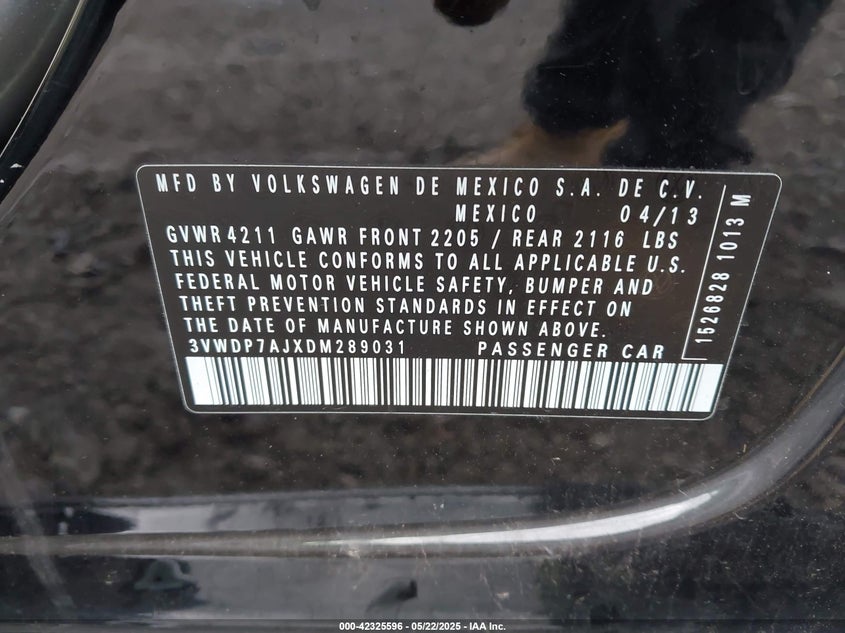 MFD BY VOLKSWAGEN DE MEXICO S.A. DE C.V.
MEXICO 04/13
GVWR 4211 GAWR FRONT 2205 / REAR 2116 LBS
THIS VEHICLE CONFORMS TO ALL APPLICABLE U.S.
FEDERAL MOTOR VEHICLE SAFETY, BUMPER AND
THEFT PREVENTION STANDARDS IN EFFECT ON
THE DATE OF MANUFACTURE SHOWN ABOVE.
3VWDP7AJXDM289031 PASSENGER CAR
1526828 1013 M
000-42325596 - 05/22/2025 - IAA Inc.